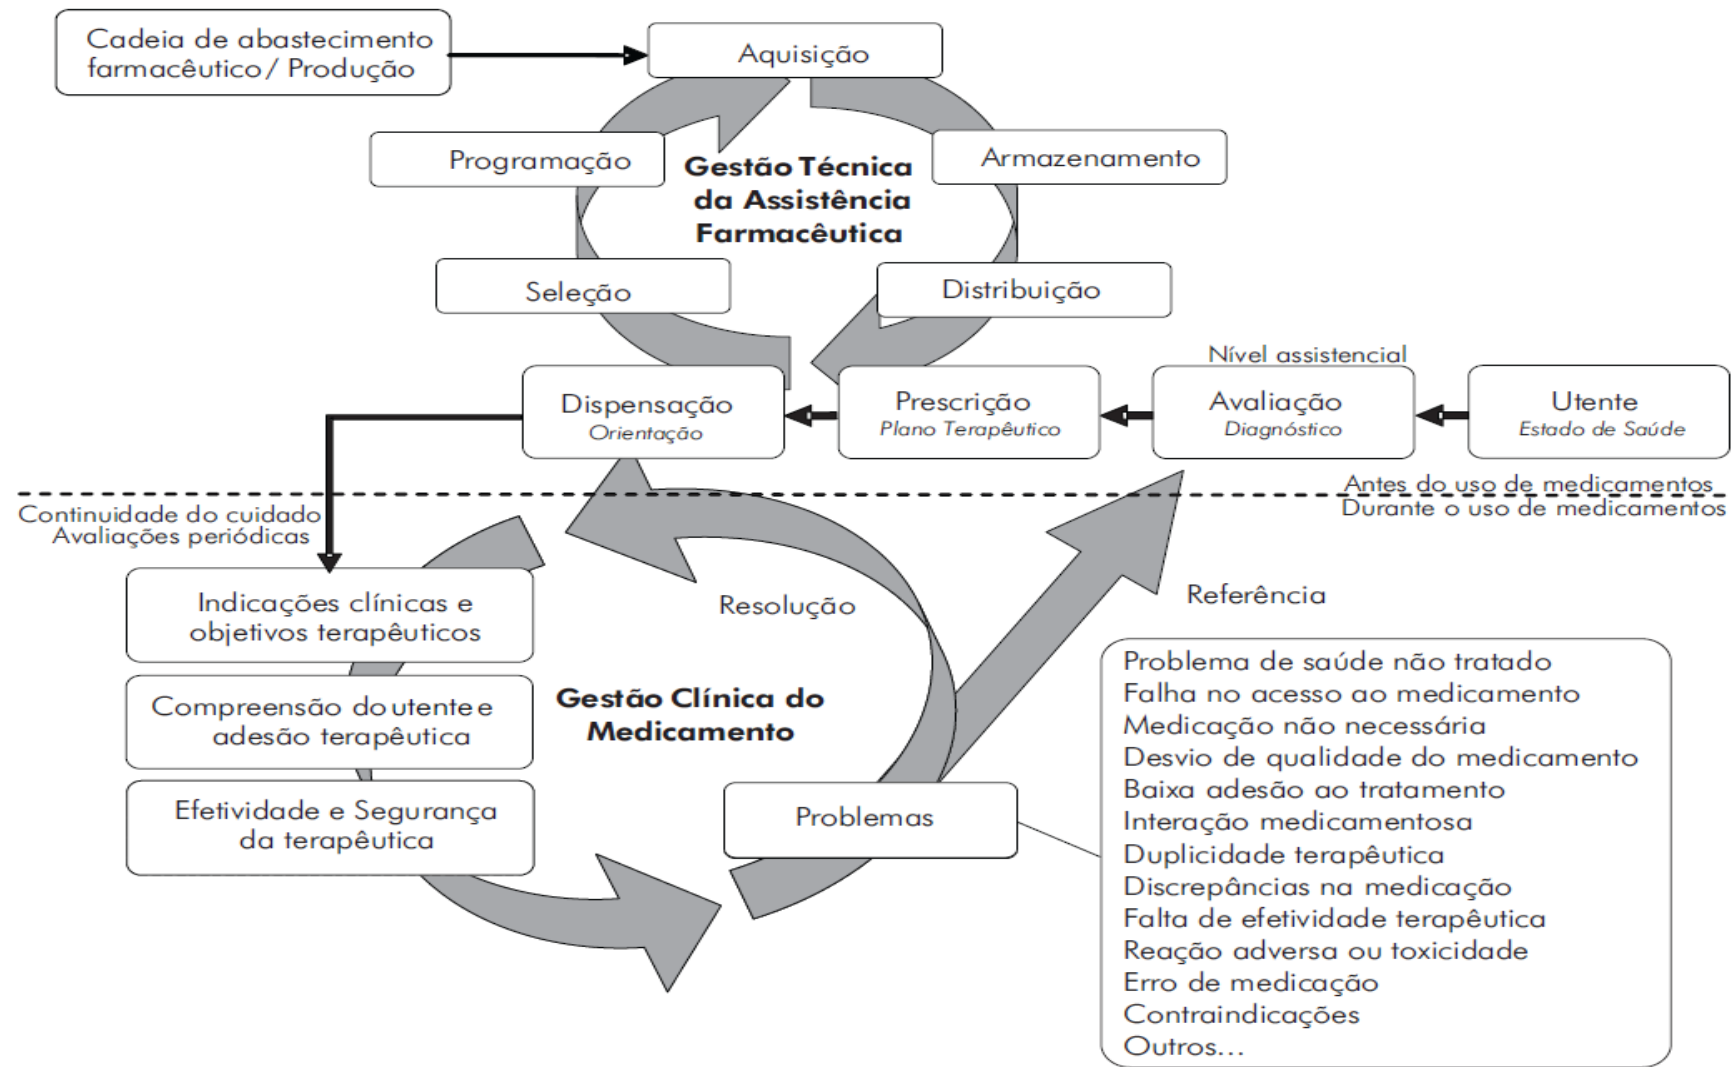 Cadeia de abastecimento
farmacêutico / Produção
Aquisição
Programação
Gestão Técnica
da Assistência
Farmacêutica
Armazenamento
Seleção
Distribuição
Nível assistencial
Dispensação
Orientação
Prescrição
Plano Terapêutico
Avaliação
Diagnóstico
Utente
Estado de Saúde
Antes do uso de medicamentos
Durante o uso de medicamentos
Continuidade do cuidado
Avaliações periódicas
Indicações clínicas e
objetivos terapêuticos
Resolução
Referência
Compreensão do utente e
adesão terapêutica
Gestão Clínica do
Medicamento
Efetividade e Segurança
da terapêutica
Problemas
Problema de saúde não tratado
Falha no acesso ao medicamento
Medicação não necessária
Desvio de qualidade do medicamento
Baixa adesão ao tratamento
Interação medicamentosa
Duplicidade terapêutica
Discrepâncias na medicação
Falta de efetividade terapêutica
Reação adversa ou toxicidade
Erro de medicação
Contraindicações
Outros...